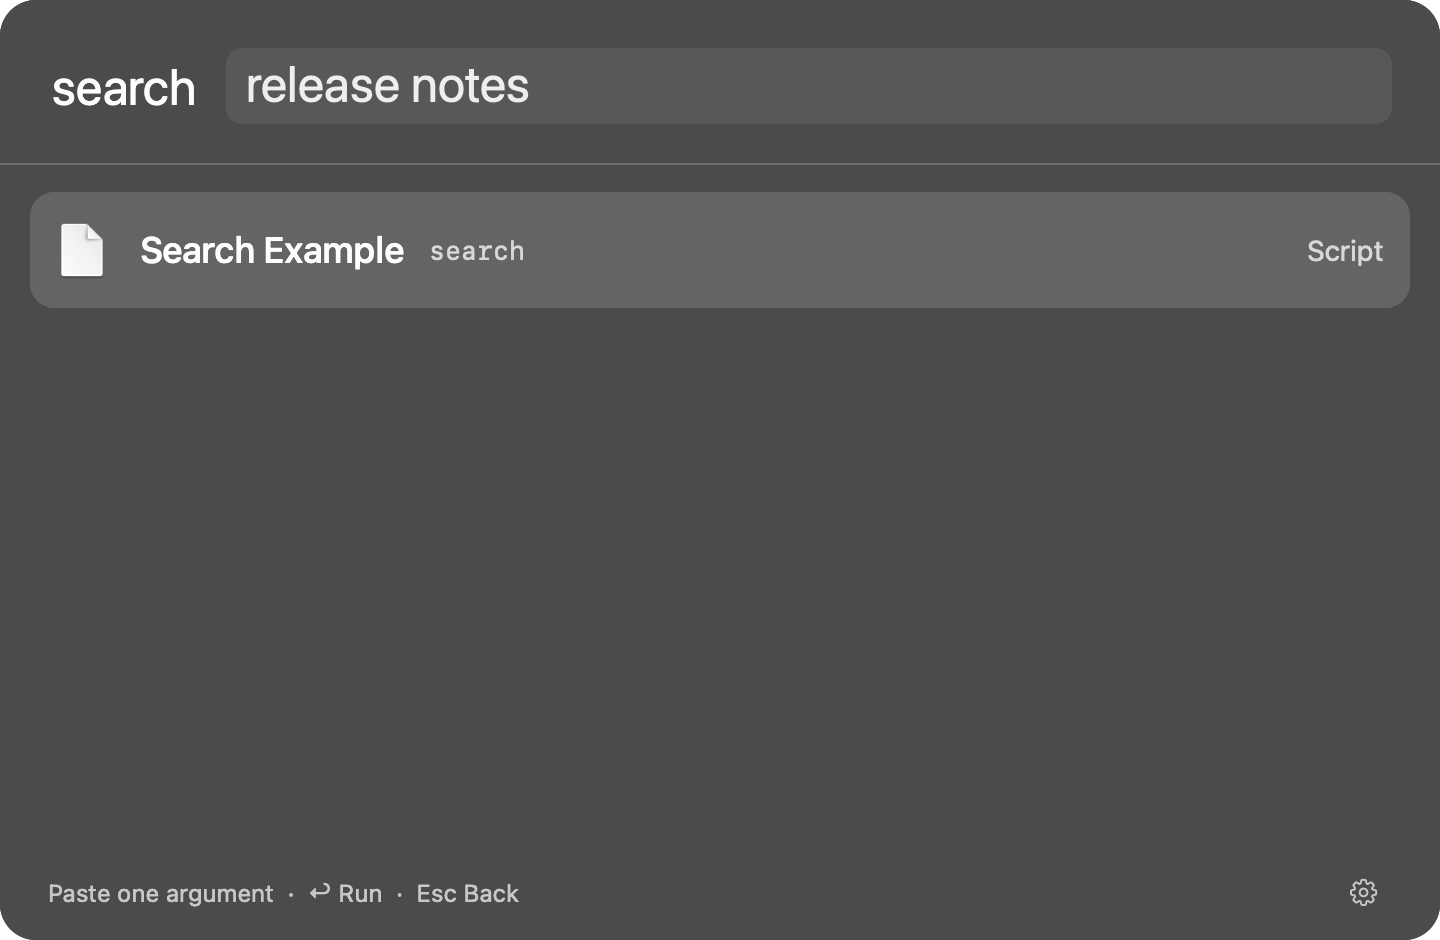 search release notes
Search Example search Script
Paste one argument · ↩ Run · Esc Back